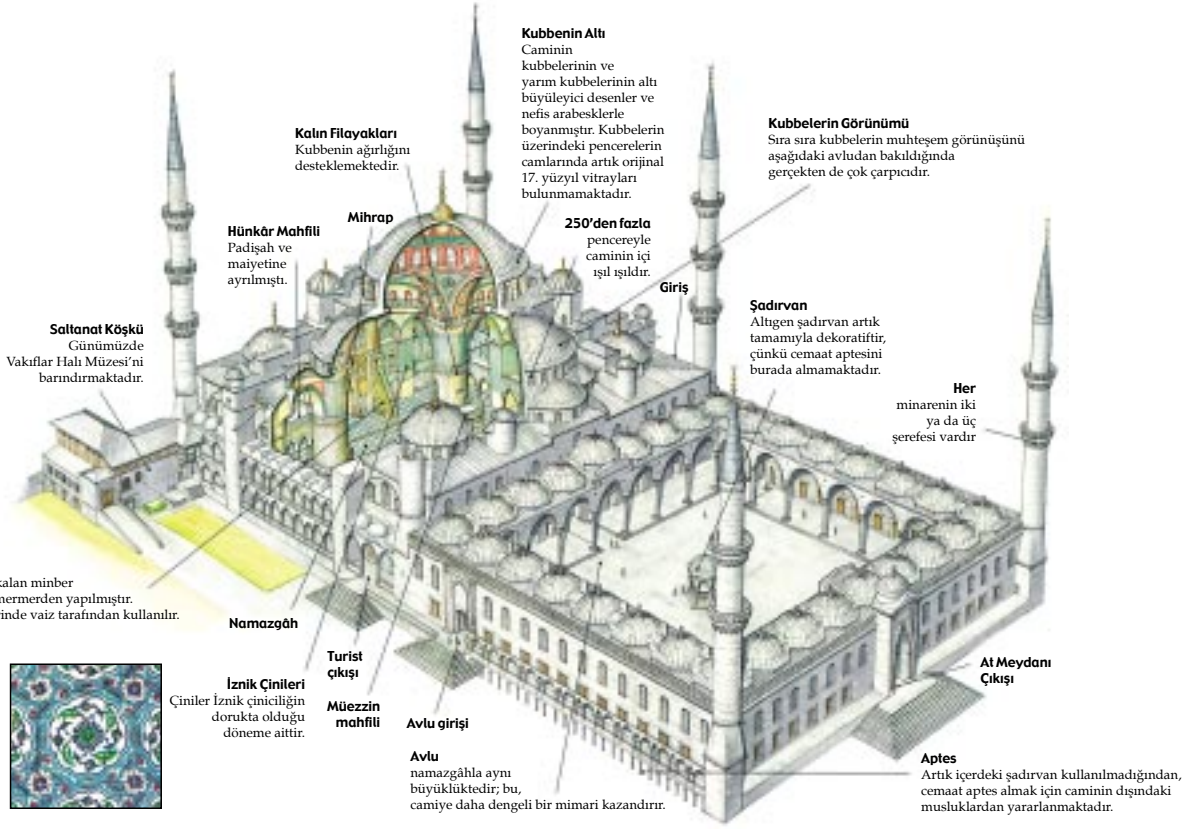 Kubbenin Altı
Caminin
kubbelerinin ve
yarım kubbelerinin altı
büyüleyici desenler ve
nefis arabesklerle
boyanmıştır. Kubbelerin
üzerindeki pencerelerin
camlarında artık orijinal
17. yüzyıl vitrayları
bulunmamaktadır.
Kalın Filayakları
Kubbenin ağırlığını
desteklemektedir.
Kubbelerin Görünümü
Sıra sıra kubbelerin muhteşem görünüşünü
aşağıdaki avludan bakıldığında
gerçekten de çok çarpıcıdır.
Mihrap
Hünkâr Mahfili
Padişah ve
maiyetine
ayrılmıştı.
250'den fazla
pencereyle
caminin içi
ışıl ışıldır.
Giriş
Saltanat Köşkü
Günümüzde
Vakıflar Halı Müzesi'ni
barındırmaktadır.
Şadırvan
Altıgen şadırvan artık
tamamıyla dekoratiftir,
çünkü cemaat aptesini
burada almamaktadır.
Her
minarenin iki
ya da üç
şerefesi vardır
kalan minber
mermerden yapılmıştır.
rinde vaiz tarafından kullanılır.
Namazgâh
İznik Çinileri
Çiniler İznik çiniciliğin
dorukta olduğu
döneme aittir.
Turist
çıkışı
Müezzin
mahfili
Avlu girişi
Avlu
namazgâhla aynı
büyüklüktedir; bu,
camiye daha dengeli bir mimari kazandırır.
At Meydanı
Çıkışı
Aptes
Artık içerdeki şadırvan kullanılmadığından,
cemaat aptes almak için caminin dışındaki
musluklardan yararlanmaktadır.